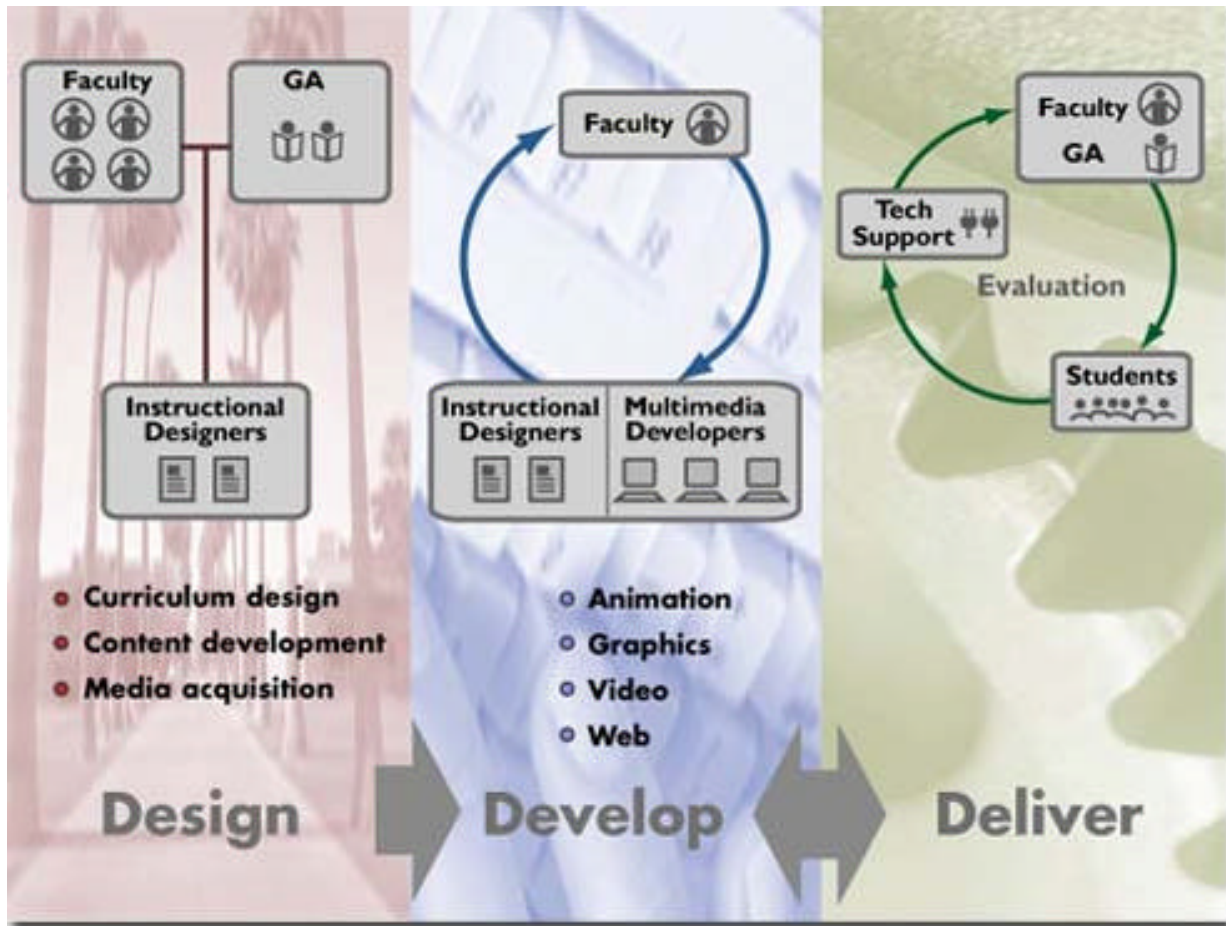 Faculty
GA
Instructional
Designers
Curriculum design
Content development
Media acquisition
Design
Faculty
Instructional
Designers
Multimedia
Developers
Animation
Graphics
Video
Web
Develop
Faculty
GA
Tech
Support
Evaluation
Students
Deliver